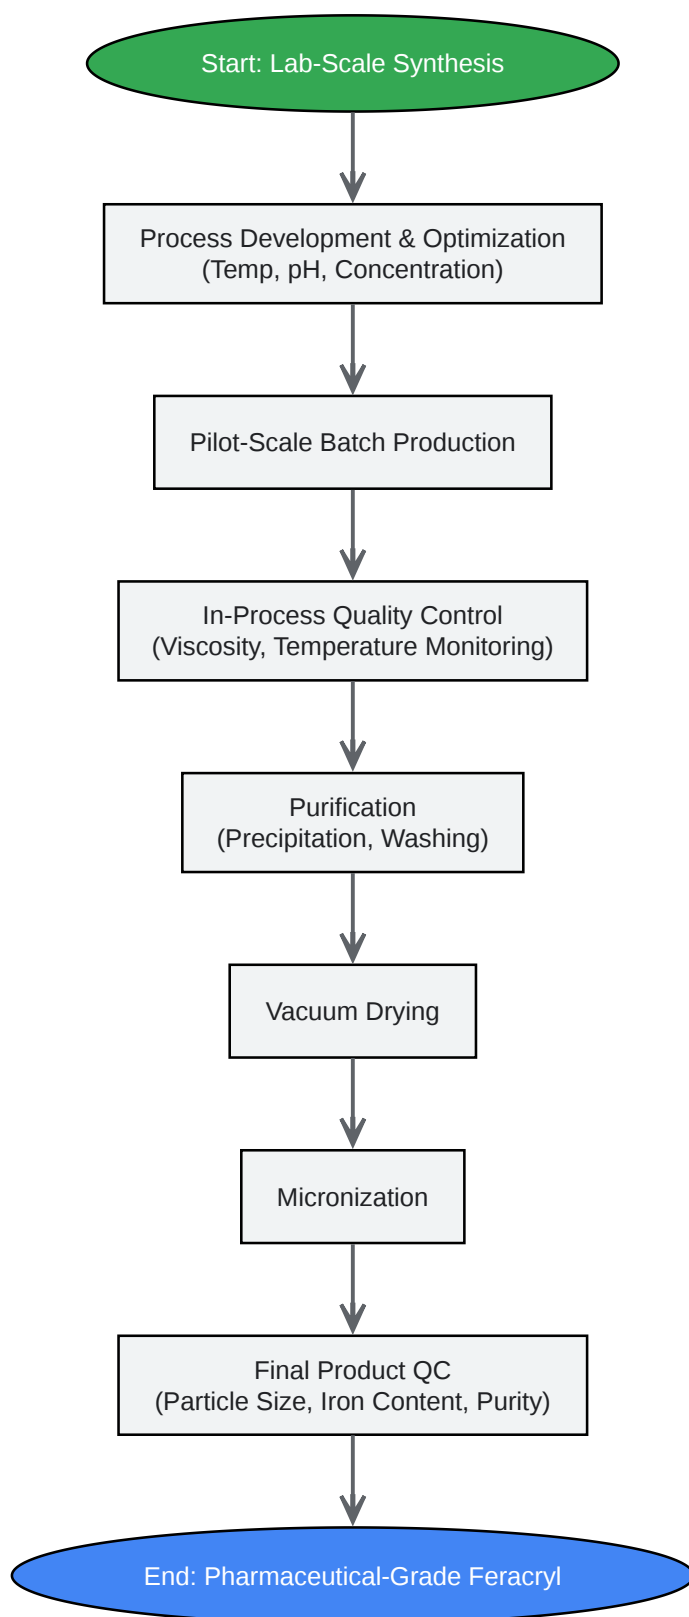 Start: Lab-Scale Synthesis
Process Development & Optimization
(Temp, pH, Concentration)
Pilot-Scale Batch Production
In-Process Quality Control
(Viscosity, Temperature Monitoring)
Purification
(Precipitation, Washing)
Vacuum Drying
Micronization
Final Product QC
(Particle Size, Iron Content, Purity)
End: Pharmaceutical-Grade Feracryl